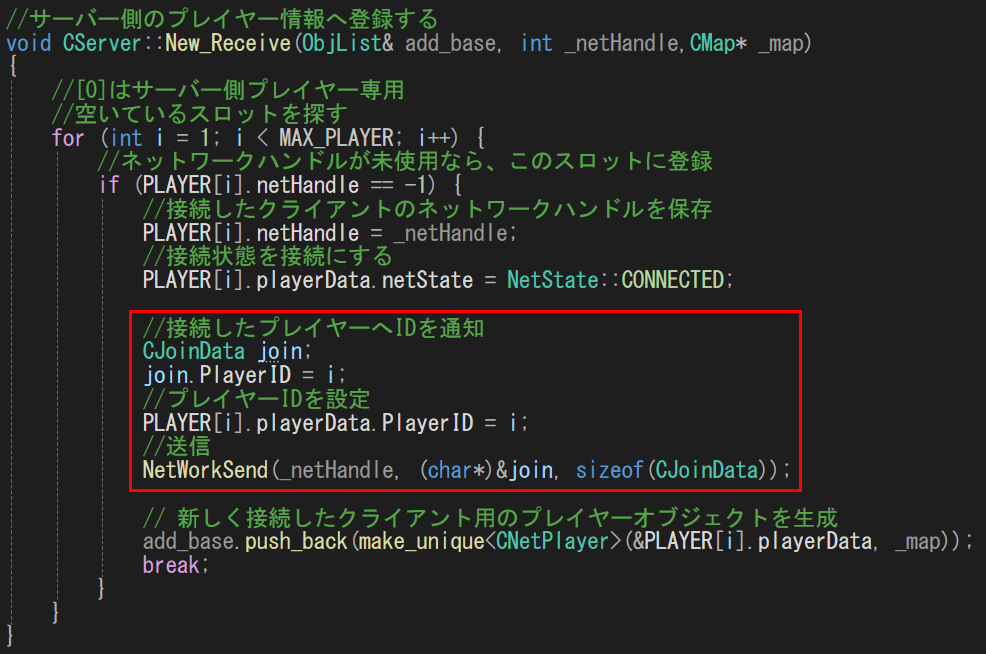 //サーバー側のプレイヤー情報へ登録する
void CServer::New_Receive(ObjList& add_base, int _netHandle,CMap* _map)
{
//[0]はサーバー側プレイヤー専用
//空いているスロットを探す
for (int i = 1; i < MAX_PLAYER; i++) {
//ネットワークハンドルが未使用なら、このスロットに登録
if (PLAYER[i].netHandle == -1) {
//接続したクライアントのネットワークハンドルを保存
PLAYER[i].netHandle = _netHandle;
//接続状態を接続にする
PLAYER[i].playerData.netState = NetState::CONNECTED;
//接続したプレイヤーへIDを通知
CJoinData join;
join.PlayerID = i;
//プレイヤーIDを設定
PLAYER[i].playerData.PlayerID = i;
//送信
NetWorkSend(_netHandle, (char*)&join, sizeof(CJoinData));
// 新しく接続したクライアント用のプレイヤーオブジェクトを生成
add_base.push_back(make_unique<CNetPlayer>(&PLAYER[i].playerData, _map));
break;
}
}
}